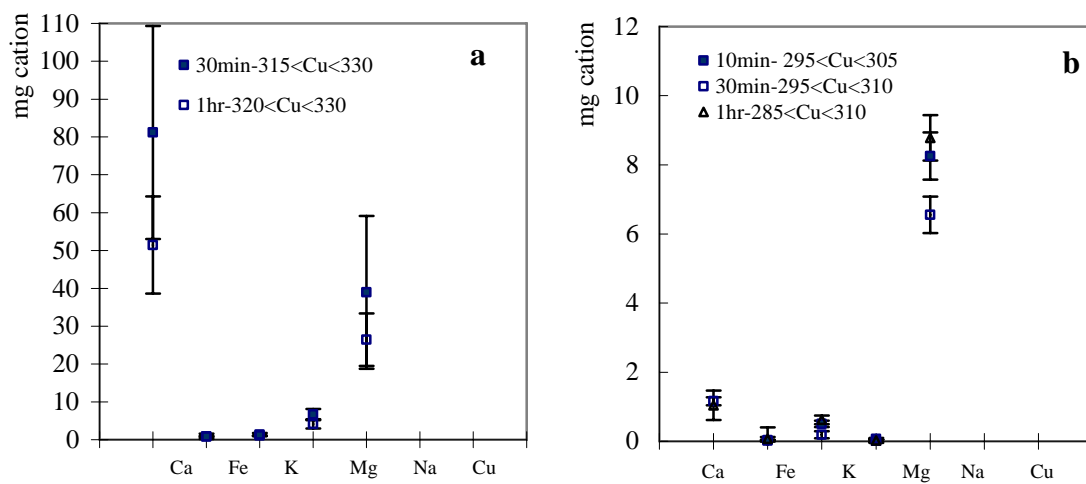 mg cation
110
100
90
80
70
60
50
40
30
20
10
0
30min-315<Cu<330
1hr-320<Cu<330
a
Ca Fe K Mg Na Cu
mg cation
12
10
8
6
4
2
0
10min- 295<Cu<305
30min-295<Cu<310
1hr-285<Cu<310
b
Ca Fe K Mg Na Cu